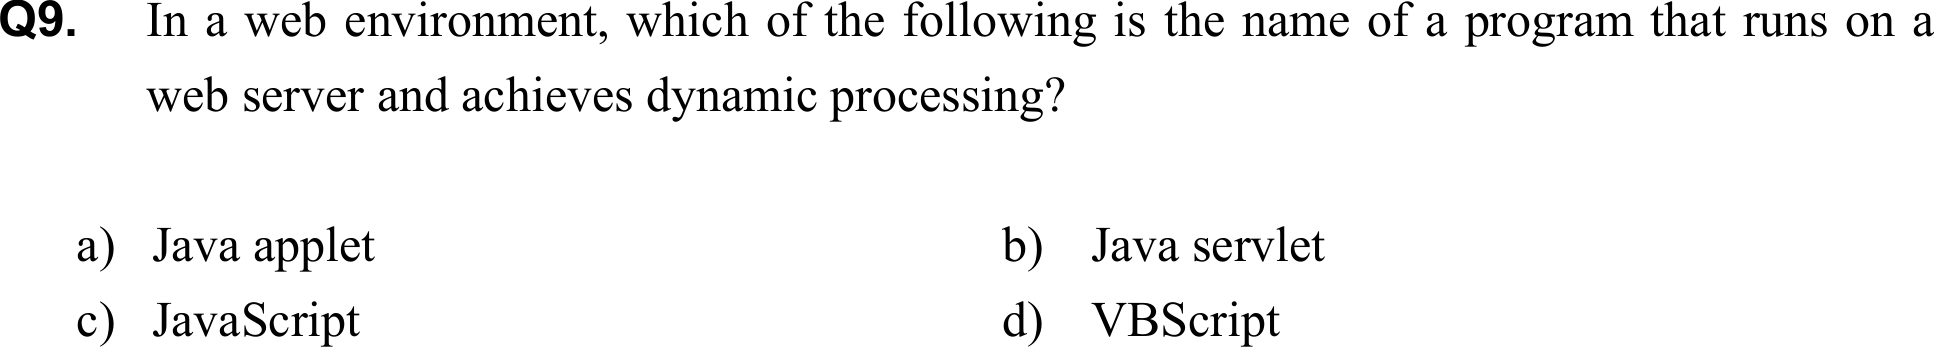 Q9. In a web environment, which of the following is the name of a program that runs on a
web server and achieves dynamic processing?
a) Java applet b) Java servlet
c) JavaScript d) VBScript